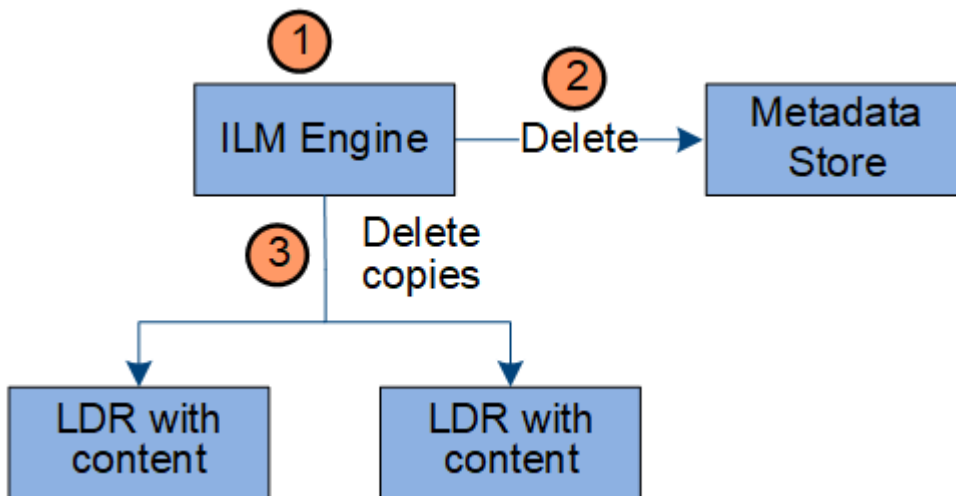 1
ILM Engine
2
Delete
Metadata
Store
3
Delete
copies
LDR with
content
LDR with
content